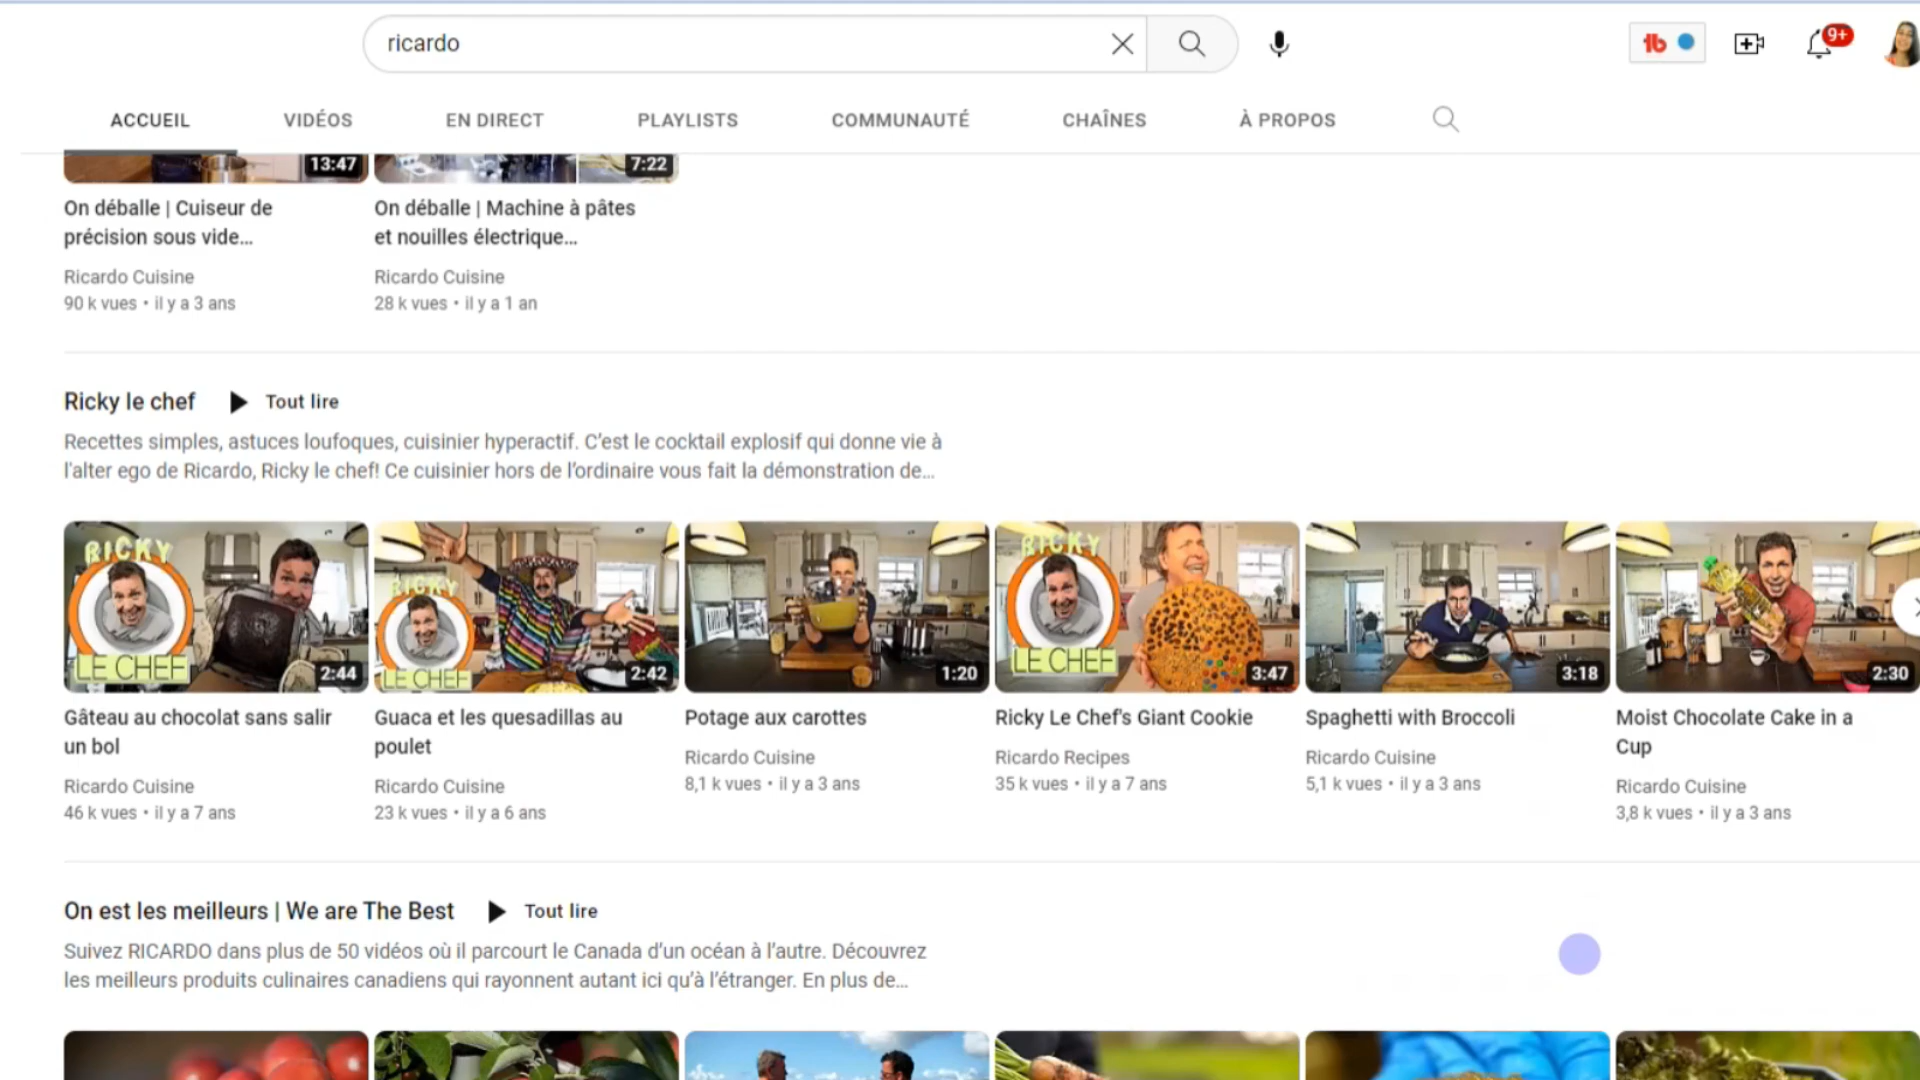 ricardo
9+
ACCUEIL VIDÉOS EN DIRECT PLAYLISTS COMMUNAUTÉ CHAÎNES À PROPOS
13:47
7:22
On déballe | Cuiseur de
précision sous vide...
Ricardo Cuisine
90 k vues • il y a 3 ans
On déballe | Machine à pâtes
et nouilles électrique...
Ricardo Cuisine
28 k vues • il y a 1 an
Ricky le chef Tout lire
Recettes simples, astuces loufoques, cuisinier hyperactif. C'est le cocktail explosif qui donne vie à
l'alter ego de Ricardo, Ricky le chef! Ce cuisinier hors de l'ordinaire vous fait la démonstration de...
RICKY
LE CHEF
2:44
Gâteau au chocolat sans salir
un bol
Ricardo Cuisine
46 k vues • il y a 7 ans
RICKY
LE CHEF
2:42
Guaca et les quesadillas au
poulet
Ricardo Cuisine
23 k vues • il y a 6 ans
1:20
Potage aux carottes
Ricardo Cuisine
8,1 k vues • il y a 3 ans
RICKY
LE CHEF
3:47
Ricky Le Chef's Giant Cookie
Ricardo Recipes
35 k vues • il y a 7 ans
3:18
Spaghetti with Broccoli
Ricardo Cuisine
5,1 k vues • il y a 3 ans
2:30
Moist Chocolate Cake in a
Cup
Ricardo Cuisine
3,8 k vues • il y a 3 ans
On est les meilleurs | We are The Best Tout lire
Suivez RICARDO dans plus de 50 vidéos où il parcourt le Canada d'un océan à l'autre. Découvrez
les meilleurs produits culinaires canadiens qui rayonnent autant ici qu'à l'étranger. En plus de...